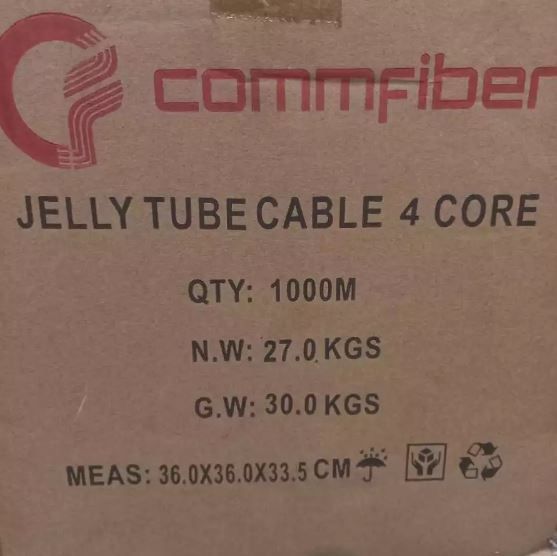 commfiber
JELLY TUBE CABLE 4 CORE
QTY: 1000M
N.W: 27.0 KGS
G.W: 30.0 KGS
MEAS: 36.0X36.0X33.5 CM